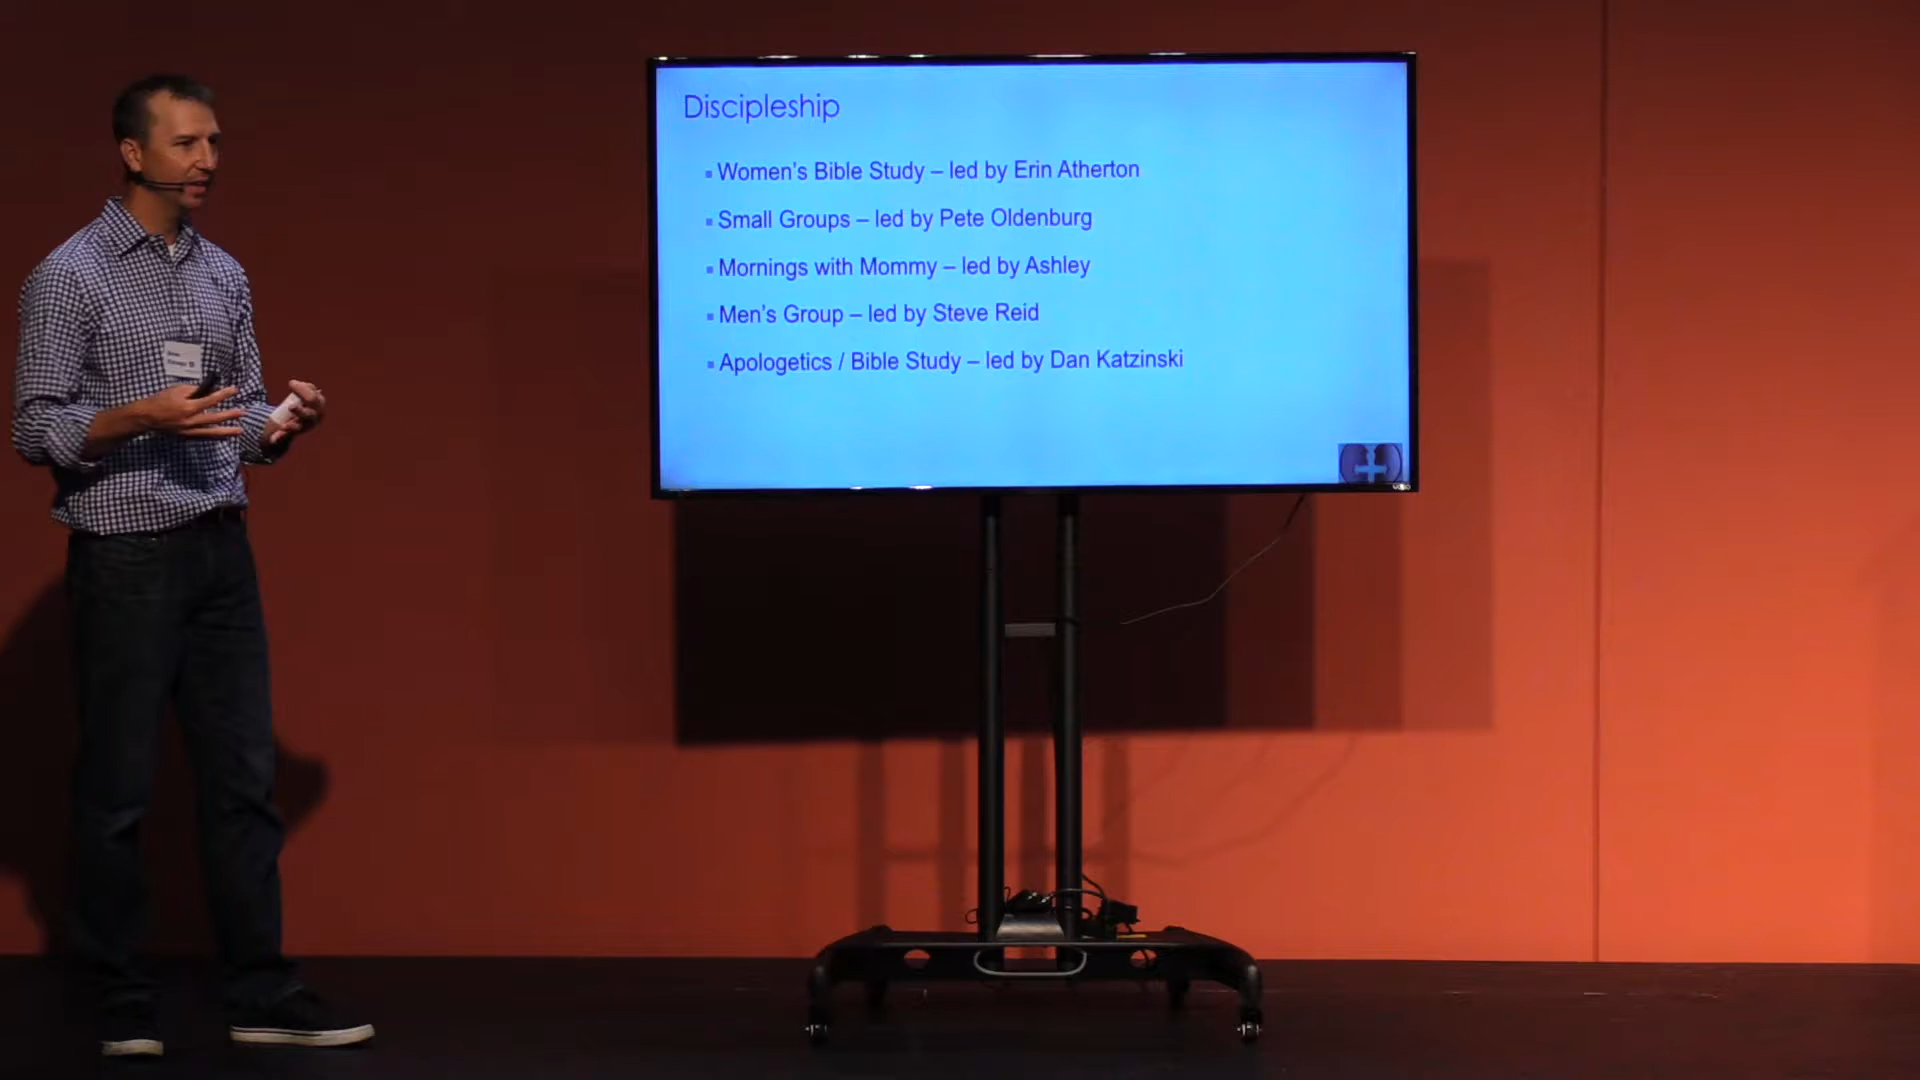 Discipleship
Women's Bible Study – led by Erin Atherton
Small Groups – led by Pete Oldenburg
Mornings with Mommy – led by Ashley
Men's Group – led by Steve Reid
Apologetics / Bible Study – led by Dan Katzinski